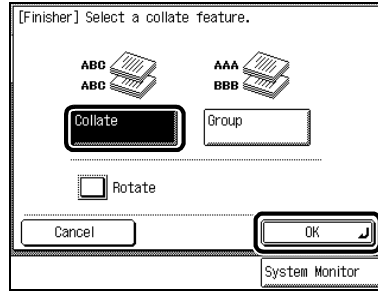 [Finisher] Select a collate feature.
ABC AAA
ABC BBB
Collate Group
Rotate
Cancel OK
System Monitor